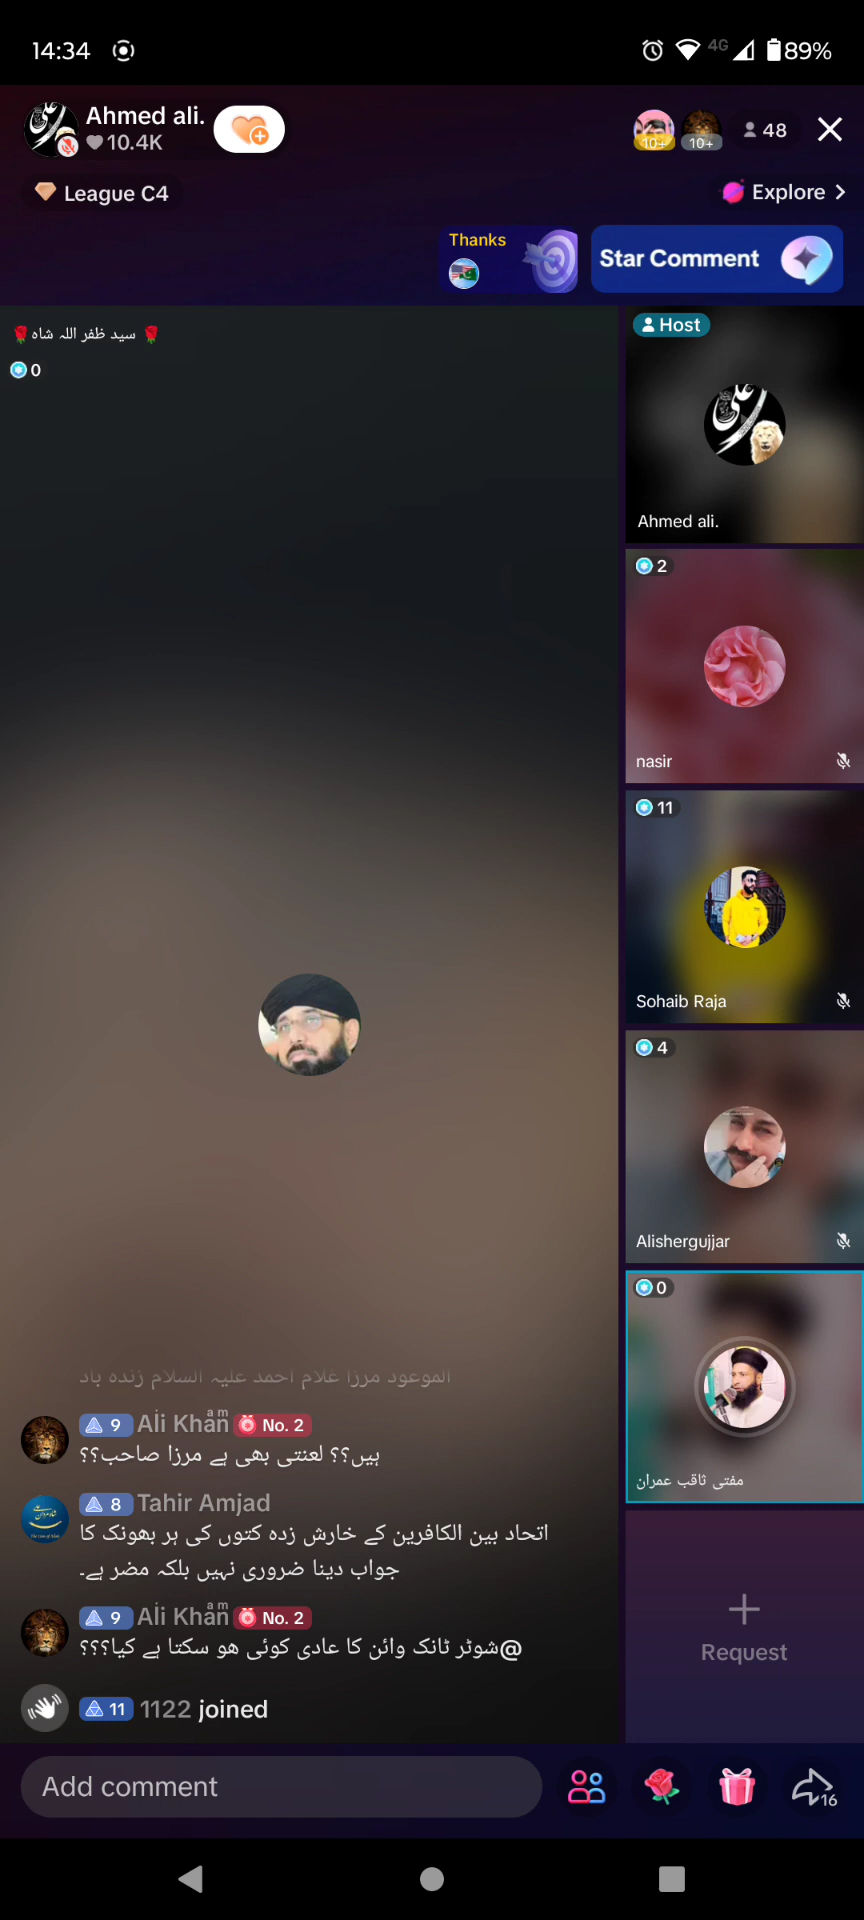 14:34
4G
89%
Ahmed ali.
10.4K
10+
10+
48
League C4
Explore
Thanks
Star Comment
🌹 سید ظفر اللہ شاہ 🌹
0
Host
Ahmed ali.
2
nasir
11
Sohaib Raja
4
Alishergujjar
0
مفتی ثاقب عمران
الموعود مرزا غلام احمد علیہ السلام زندہ باد
9 Ali Khan No. 2
ہیں؟؟ لعنتی بھی ہے مرزا صاحب؟؟
8 Tahir Amjad
اتحاد بین الکافرین کے خارش زدہ کتوں کی ہر بھونک کا
جواب دینا ضروری نہیں بلکہ مضر ہے۔
9 Ali Khan No. 2
@شوٹر ٹانک وائن کا عادی کوئی ھو سکتا ہے کیا؟؟؟
11 1122 joined
Request
Add comment
16